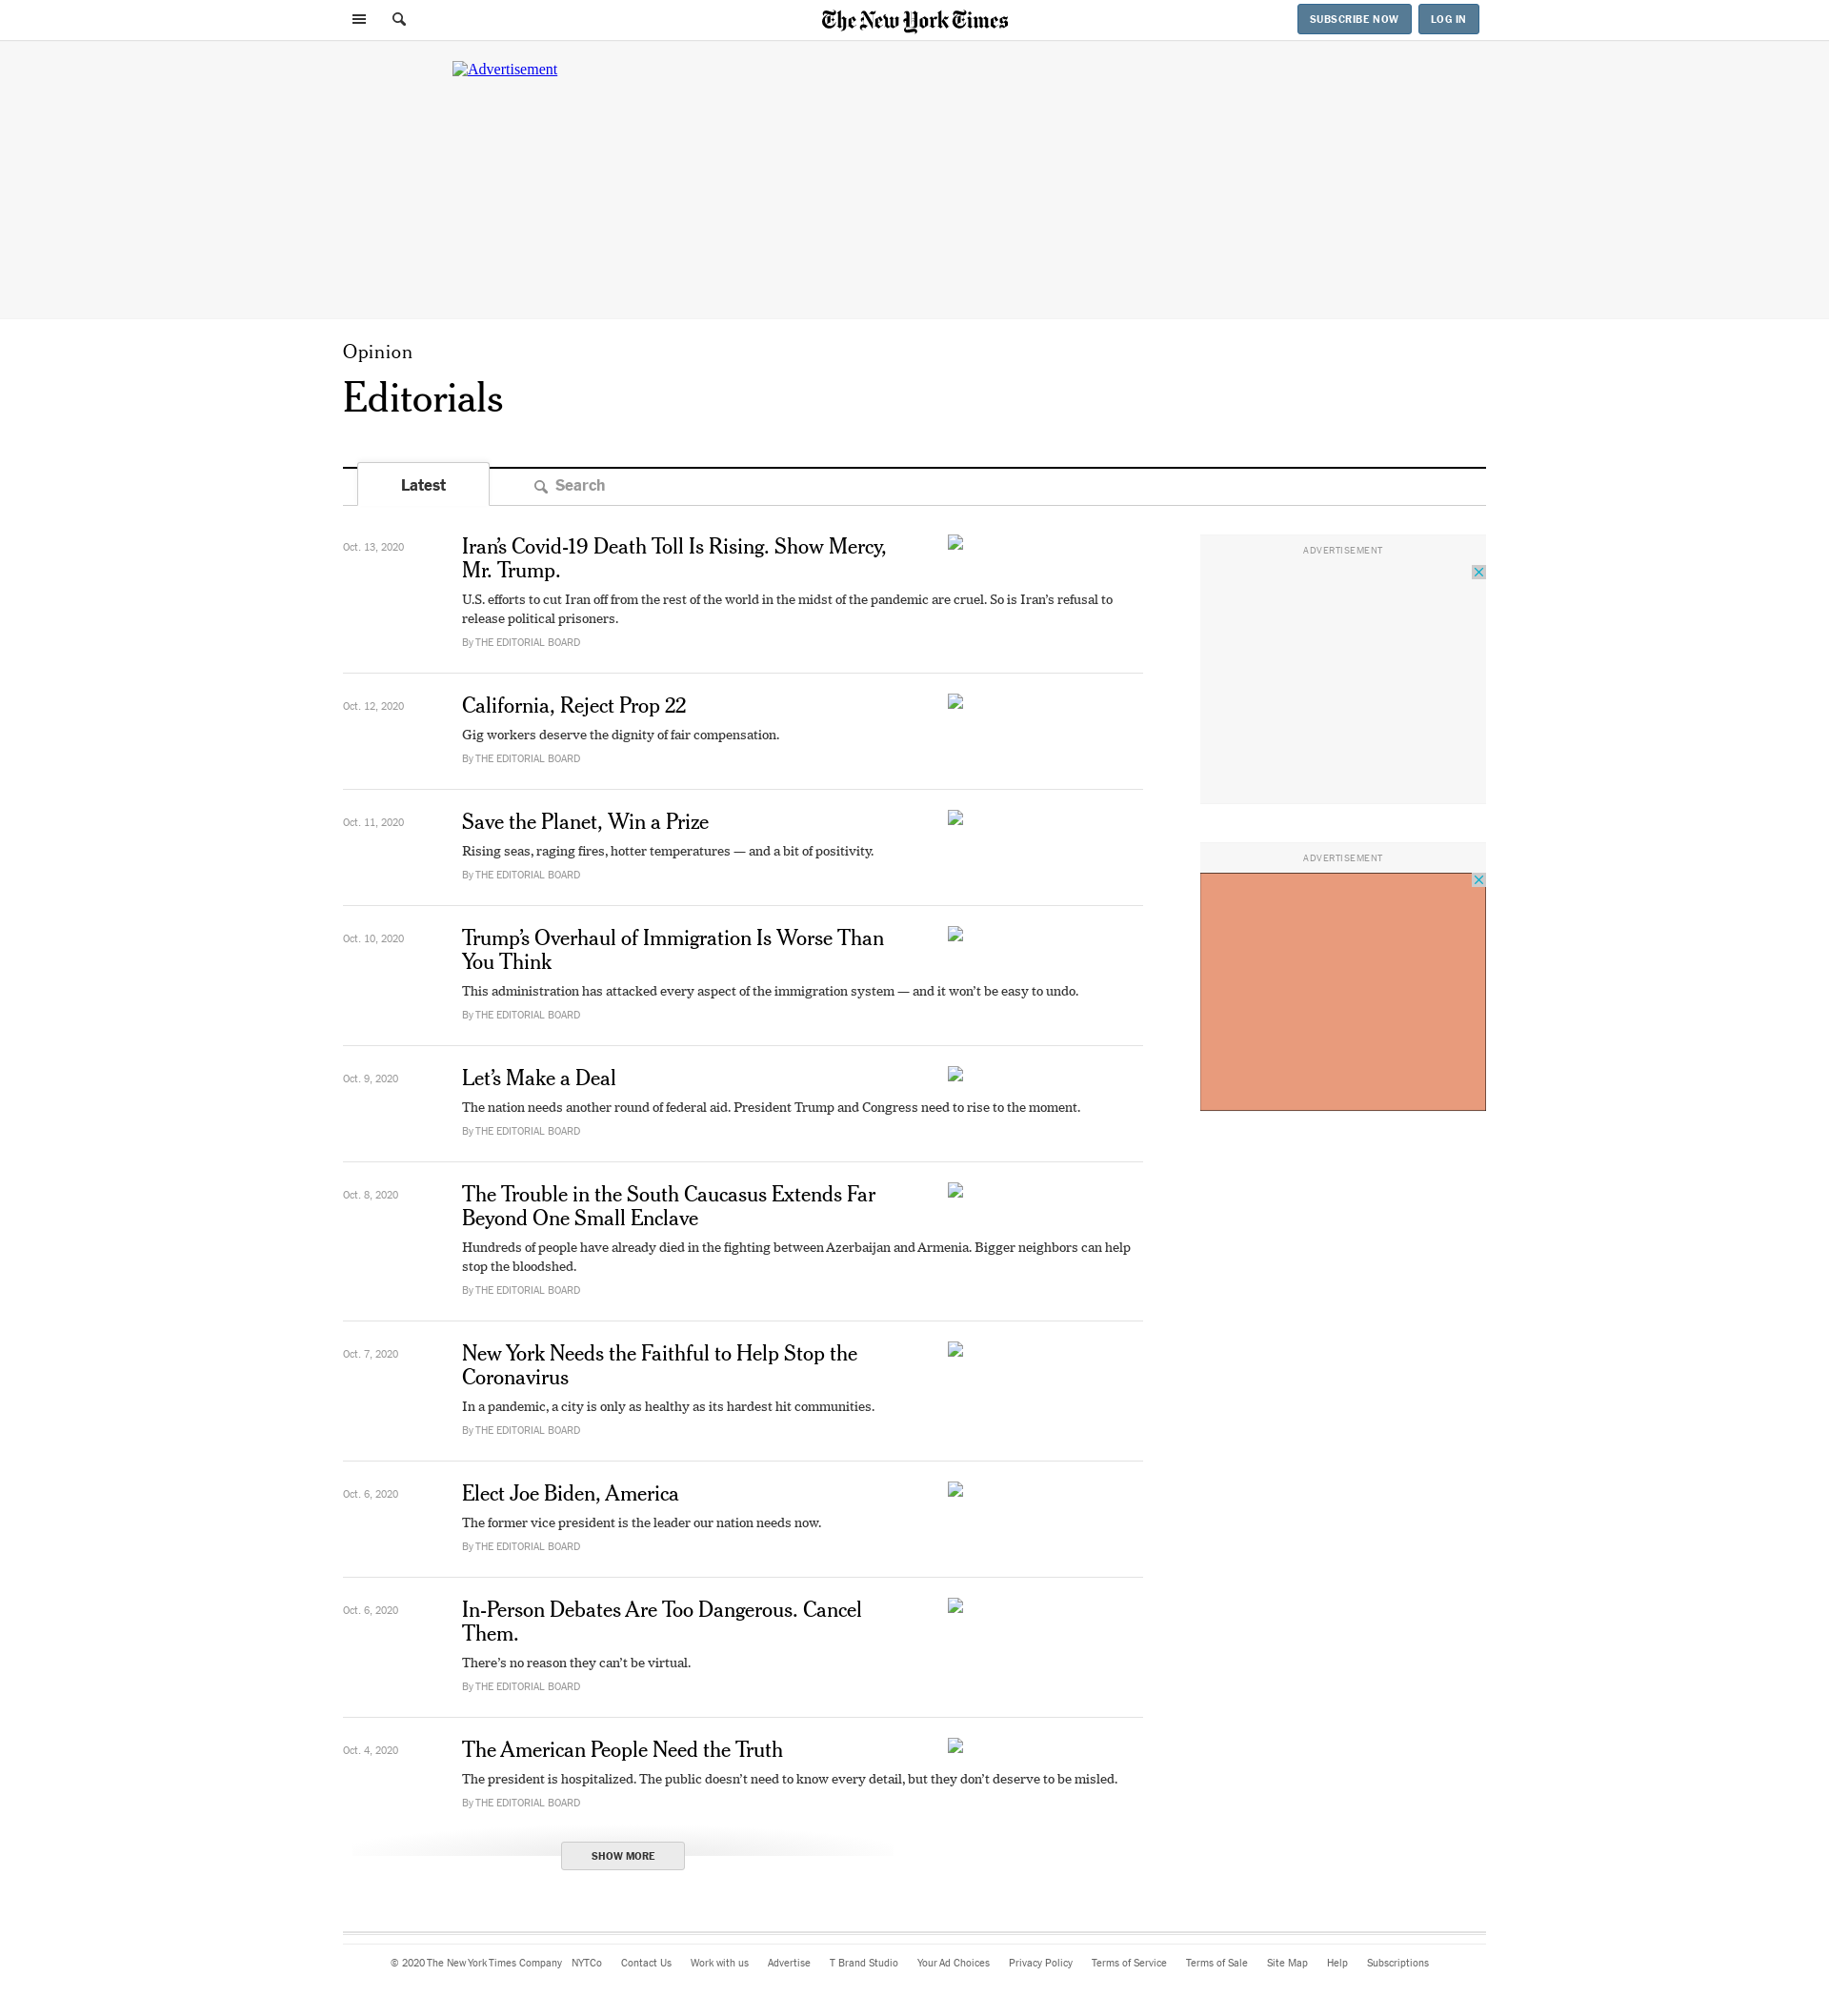 The New York Times
SUBSCRIBE NOW
LOG IN
Advertisement
Opinion
Editorials
Latest
Search
Oct. 13, 2020
Iran’s Covid-19 Death Toll Is Rising. Show Mercy,
Mr. Trump.
U.S. efforts to cut Iran off from the rest of the world in the midst of the pandemic are cruel. So is Iran’s refusal to
release political prisoners.
By THE EDITORIAL BOARD
Oct. 12, 2020
California, Reject Prop 22
Gig workers deserve the dignity of fair compensation.
By THE EDITORIAL BOARD
Oct. 11, 2020
Save the Planet, Win a Prize
Rising seas, raging fires, hotter temperatures — and a bit of positivity.
By THE EDITORIAL BOARD
Oct. 10, 2020
Trump’s Overhaul of Immigration Is Worse Than
You Think
This administration has attacked every aspect of the immigration system — and it won’t be easy to undo.
By THE EDITORIAL BOARD
Oct. 9, 2020
Let’s Make a Deal
The nation needs another round of federal aid. President Trump and Congress need to rise to the moment.
By THE EDITORIAL BOARD
Oct. 8, 2020
The Trouble in the South Caucasus Extends Far
Beyond One Small Enclave
Hundreds of people have already died in the fighting between Azerbaijan and Armenia. Bigger neighbors can help
stop the bloodshed.
By THE EDITORIAL BOARD
Oct. 7, 2020
New York Needs the Faithful to Help Stop the
Coronavirus
In a pandemic, a city is only as healthy as its hardest hit communities.
By THE EDITORIAL BOARD
Oct. 6, 2020
Elect Joe Biden, America
The former vice president is the leader our nation needs now.
By THE EDITORIAL BOARD
Oct. 6, 2020
In-Person Debates Are Too Dangerous. Cancel
Them.
There’s no reason they can’t be virtual.
By THE EDITORIAL BOARD
Oct. 4, 2020
The American People Need the Truth
The president is hospitalized. The public doesn’t need to know every detail, but they don’t deserve to be misled.
By THE EDITORIAL BOARD
SHOW MORE
ADVERTISEMENT
ADVERTISEMENT
© 2020 The New York Times Company NYTCo Contact Us Work with us Advertise T Brand Studio Your Ad Choices Privacy Policy Terms of Service Terms of Sale Site Map Help Subscriptions